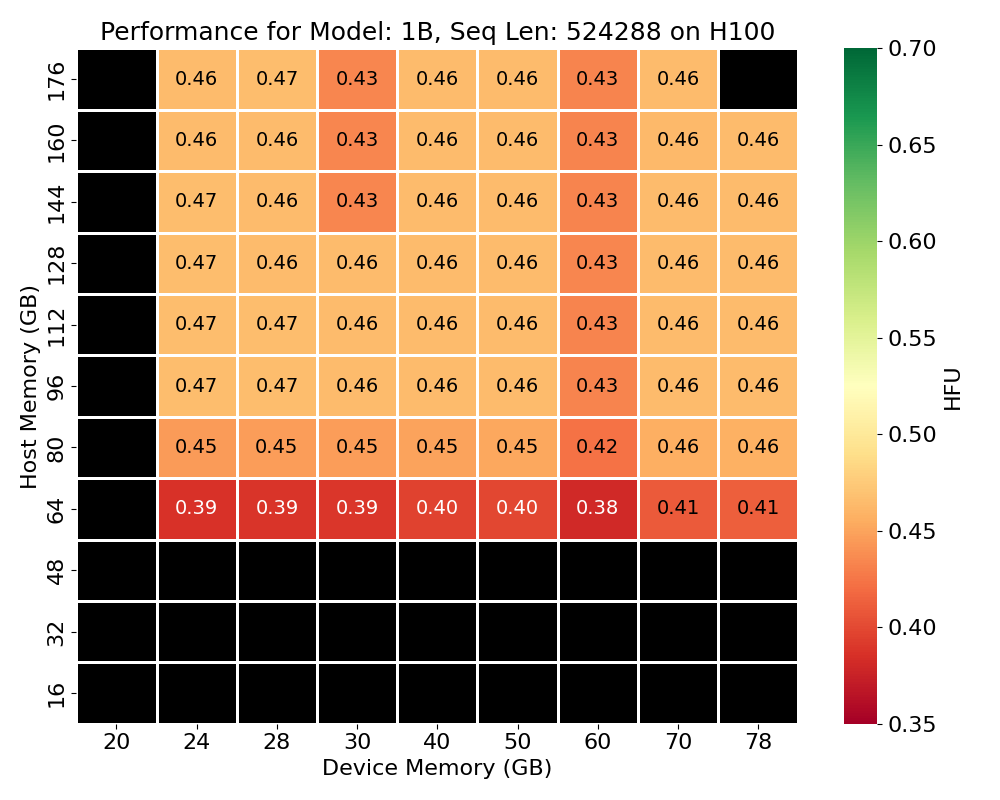 Performance for Model: 1B, Seq Len: 524288 on H100
176 0.46 0.47 0.43 0.46 0.46 0.43 0.46
160 0.46 0.46 0.43 0.46 0.46 0.43 0.46 0.46
144 0.47 0.46 0.43 0.46 0.46 0.43 0.46 0.46
128 0.47 0.46 0.46 0.46 0.46 0.43 0.46 0.46
112 0.47 0.47 0.46 0.46 0.46 0.43 0.46 0.46
96 0.47 0.47 0.46 0.46 0.46 0.43 0.46 0.46
80 0.45 0.45 0.45 0.45 0.45 0.42 0.46 0.46
64 0.39 0.39 0.39 0.40 0.40 0.38 0.41 0.41
48
32
16
Host Memory (GB)
20 24 28 30 40 50 60 70 78
Device Memory (GB)
0.70
0.65
0.60
0.55
0.50
0.45
0.40
0.35
HFU